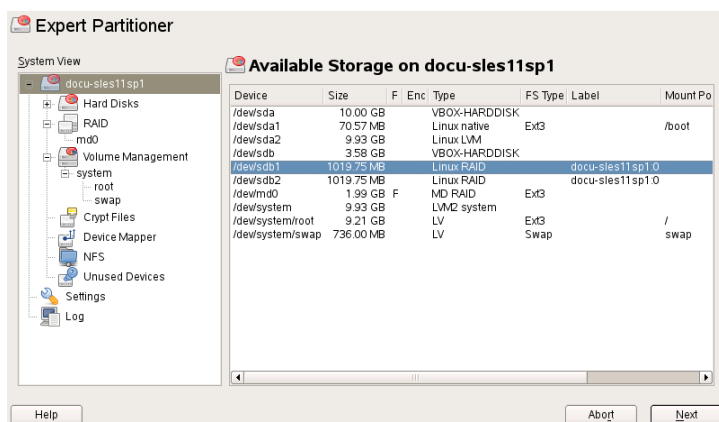 Expert Partitioner
System View
docu-sles11sp1
Hard Disks
RAID
md0
Volume Management
system
root
swap
Crypt Files
Device Mapper
NFS
Unused Devices
Settings
Log
Available Storage on docu-sles11sp1
Device Size F Enc Type FS Type Label Mount Po
/dev/sda 10.00 GB VBOX-HARDDISK
/dev/sda1 70.57 MB Linux native Ext3 /boot
/dev/sda2 9.93 GB Linux LVM
/dev/sdb 3.58 GB VBOX-HARDDISK
/dev/sdb1 1019.75 MB Linux RAID docu-sles11sp1:0
/dev/sdb2 1019.75 MB Linux RAID docu-sles11sp1:0
/dev/md0 1.99 GB F MD RAID Ext3
/dev/system 9.93 GB LVM2 system
/dev/system/root 9.21 GB LV Ext3 /
/dev/system/swap 736.00 MB LV Swap swap
Help Abort Next